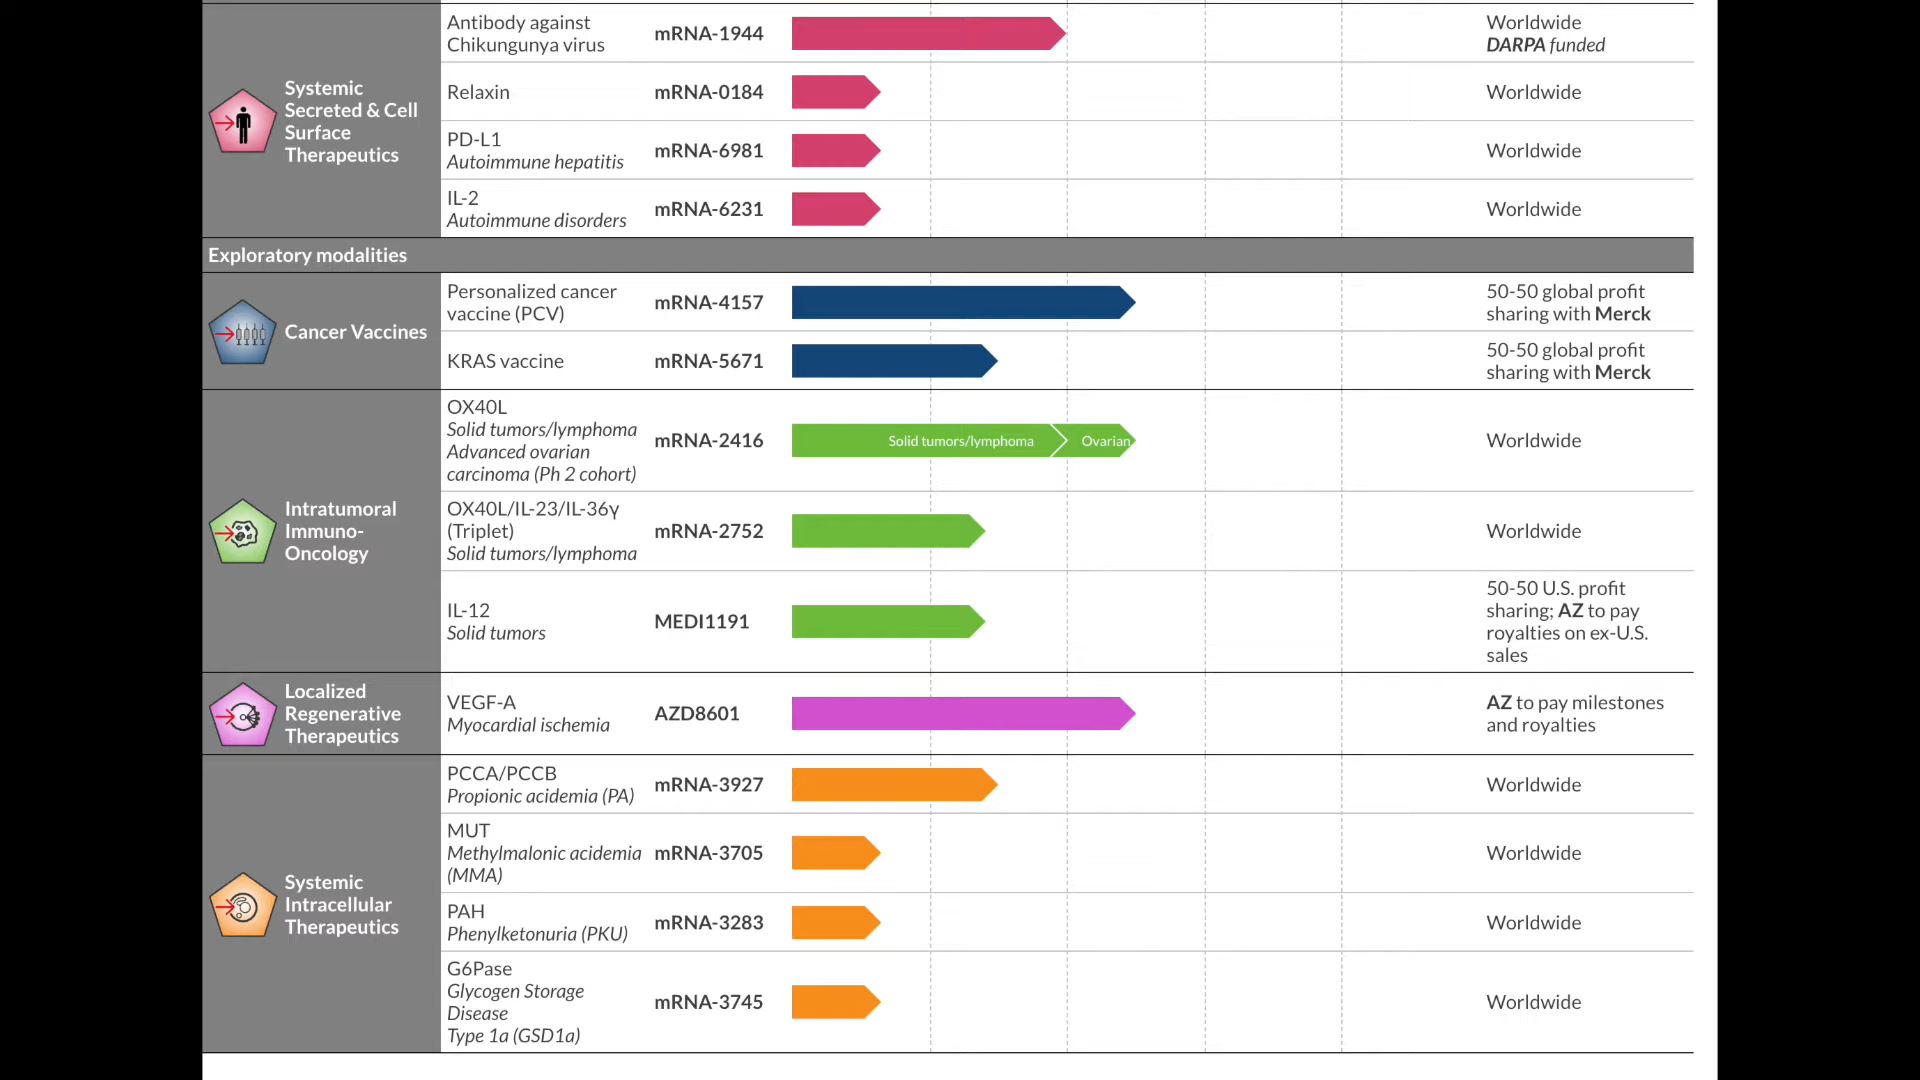 Systemic
Secreted & Cell
Surface
Therapeutics
Antibody against
Chikungunya virus
mRNA-1944
Worldwide
DARPA funded
Relaxin
mRNA-0184
Worldwide
PD-L1
Autoimmune hepatitis
mRNA-6981
Worldwide
IL-2
Autoimmune disorders
mRNA-6231
Worldwide
Exploratory modalities
Cancer Vaccines
Personalized cancer
vaccine (PCV)
mRNA-4157
50-50 global profit
sharing with Merck
KRAS vaccine
mRNA-5671
50-50 global profit
sharing with Merck
Intratumoral
Immuno-
Oncology
OX40L
Solid tumors/lymphoma
Advanced ovarian
carcinoma (Ph 2 cohort)
mRNA-2416
Solid tumors/lymphoma
Ovarian
Worldwide
OX40L/IL-23/IL-36γ
(Triplet)
Solid tumors/lymphoma
mRNA-2752
Worldwide
IL-12
Solid tumors
MEDI1191
50-50 U.S. profit
sharing; AZ to pay
royalties on ex-U.S.
sales
Localized
Regenerative
Therapeutics
VEGF-A
Myocardial ischemia
AZD8601
AZ to pay milestones
and royalties
Systemic
Intracellular
Therapeutics
PCCA/PCCB
Propionic acidemia (PA)
mRNA-3927
Worldwide
MUT
Methylmalonic acidemia
(MMA)
mRNA-3705
Worldwide
PAH
Phenylketonuria (PKU)
mRNA-3283
Worldwide
G6Pase
Glycogen Storage
Disease
Type 1a (GSD1a)
mRNA-3745
Worldwide